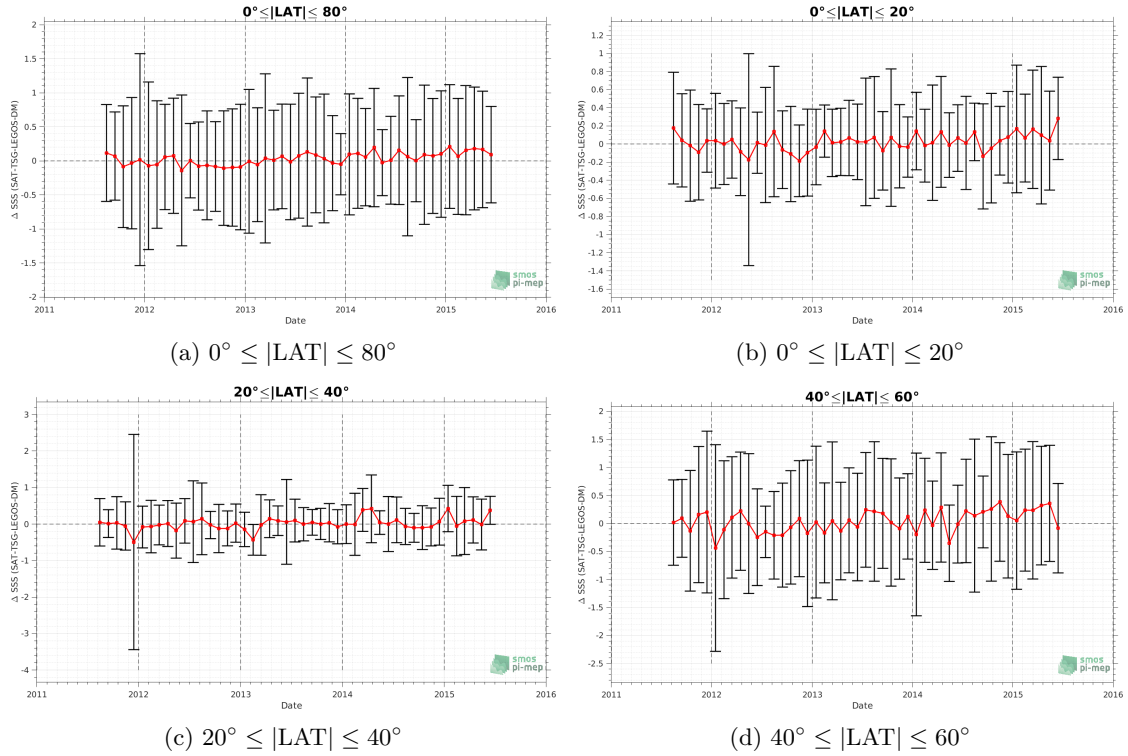 0°≤|LAT|≤ 80°
2
1.5
1
0.5
0
-0.5
-1
-1.5
-2
Δ SSS (SAT-TSG-LEGOS-DM)
2011 2012 2013 2014 2015 2016
Date
smos
pi-mep
(a) 0° ≤ |LAT| ≤ 80°
0°≤|LAT|≤ 20°
1.2
1
0.8
0.6
0.4
0.2
0
-0.2
-0.4
-0.6
-0.8
-1
-1.2
-1.4
-1.6
Δ SSS (SAT-TSG-LEGOS-DM)
2011 2012 2013 2014 2015 2016
Date
smos
pi-mep
(b) 0° ≤ |LAT| ≤ 20°
20°≤|LAT|≤ 40°
3
2
1
0
-1
-2
-3
-4
Δ SSS (SAT-TSG-LEGOS-DM)
2011 2012 2013 2014 2015 2016
Date
smos
pi-mep
(c) 20° ≤ |LAT| ≤ 40°
40°≤|LAT|≤ 60°
2
1.5
1
0.5
0
-0.5
-1
-1.5
-2
-2.5
Δ SSS (SAT-TSG-LEGOS-DM)
2011 2012 2013 2014 2015 2016
Date
smos
pi-mep
(d) 40° ≤ |LAT| ≤ 60°